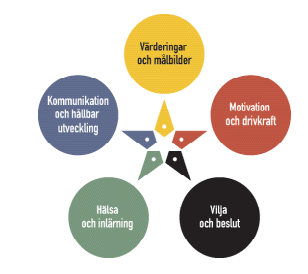 Värderingar
och målbilder
Kommunikation
och hållbar
utveckling
Motivation
och drivkraft
Hälsa
och inlärning
Vilja
och beslut